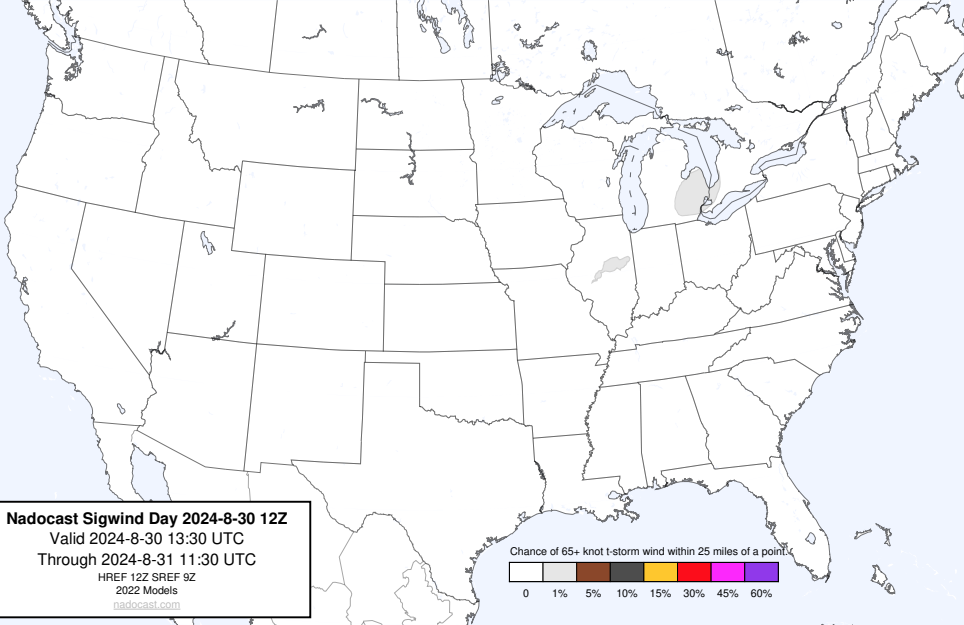 Nadocast Sigwind Day 2024-8-30 12Z
Valid 2024-8-30 13:30 UTC
Through 2024-8-31 11:30 UTC
HREF 12Z SREF 9Z
2022 Models
nadocast.com
Chance of 65+ knot t-storm wind within 25 miles of a point.
0 1% 5% 10% 15% 30% 45% 60%